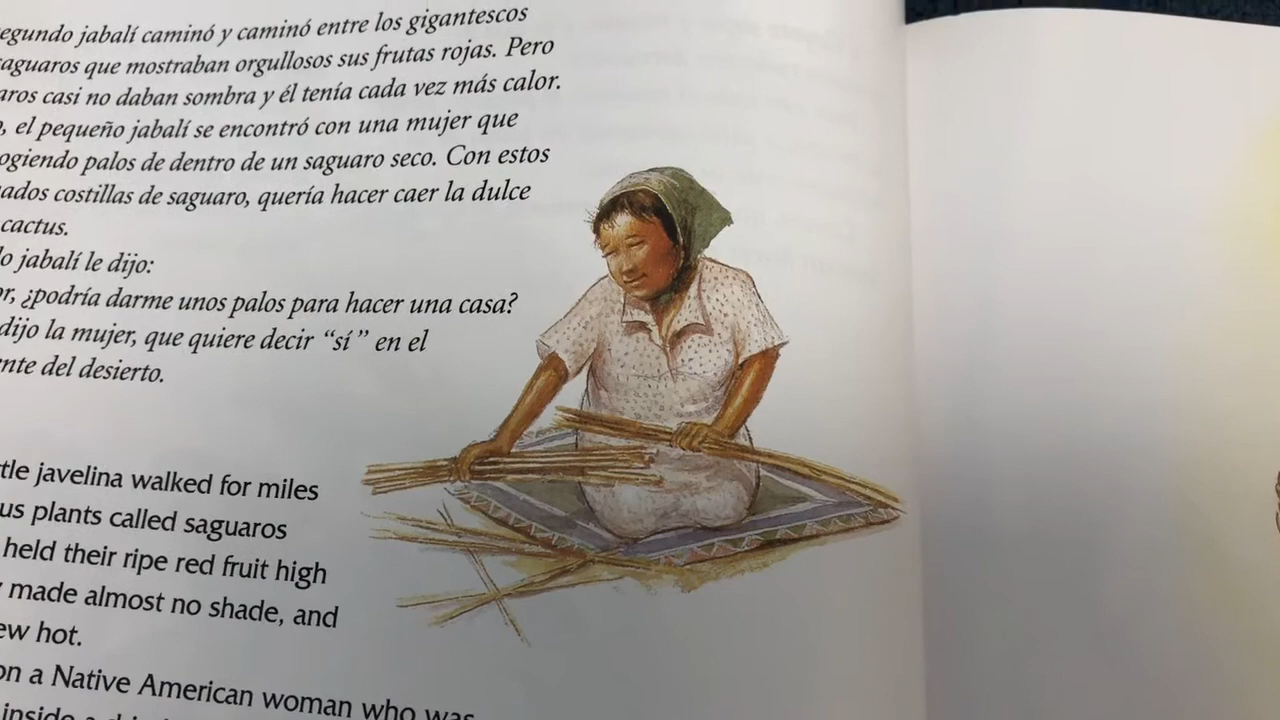 egundo jabalí caminó y caminó entre los gigantescos
aguaros que mostraban orgullosos sus frutas rojas. Pero
aros casi no daban sombra y él tenía cada vez más calor.
o, el pequeño jabalí se encontró con una mujer que
ogiendo palos de dentro de un saguaro seco. Con estos
ados costillas de saguaro, quería hacer caer la dulce
cactus.
lo jabalí le dijo:
or, ¿podría darme unos palos para hacer una casa?
dijo la mujer, que quiere decir “sí” en el
nte del desierto.
tle javelina walked for miles
us plants called saguaros
held their ripe red fruit high
y made almost no shade, and
ew hot.
on a Native American woman who was
inside a